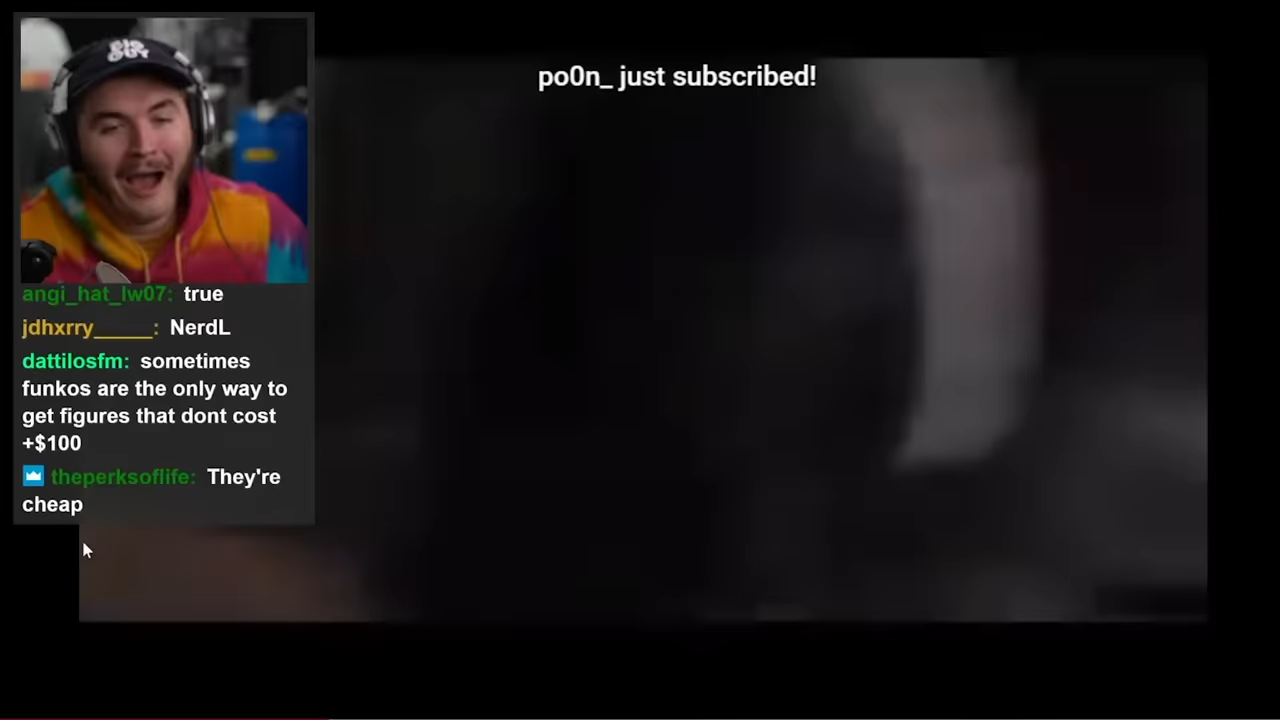 po0n_ just subscribed!
angi_hat_lw07: true
jdhxrry_____: NerdL
dattilosfm: sometimes
funkos are the only way to
get figures that dont cost
+$100
theperksoflife: They're
cheap